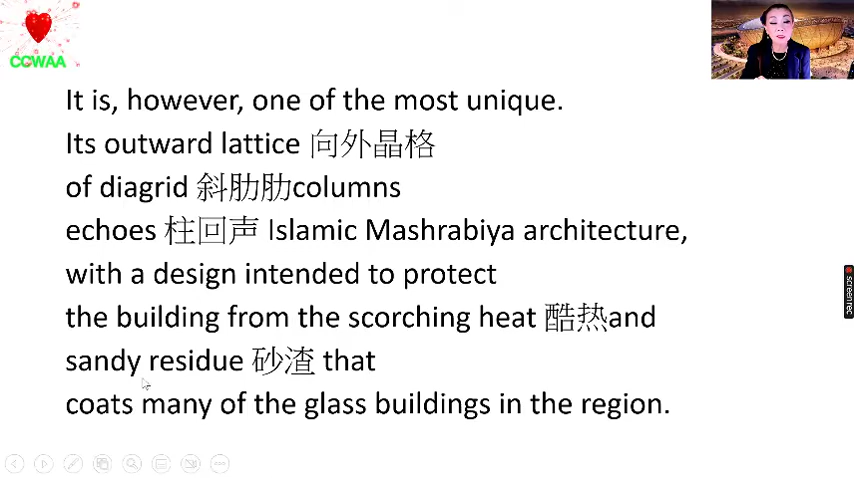 CCWAA
It is, however, one of the most unique.
Its outward lattice 向外晶格
of diagrid 斜肋肋columns
echoes 柱回声 Islamic Mashrabiya architecture,
with a design intended to protect
the building from the scorching heat 酷热and
sandy residue 砂渣 that
coats many of the glass buildings in the region.
screenrec